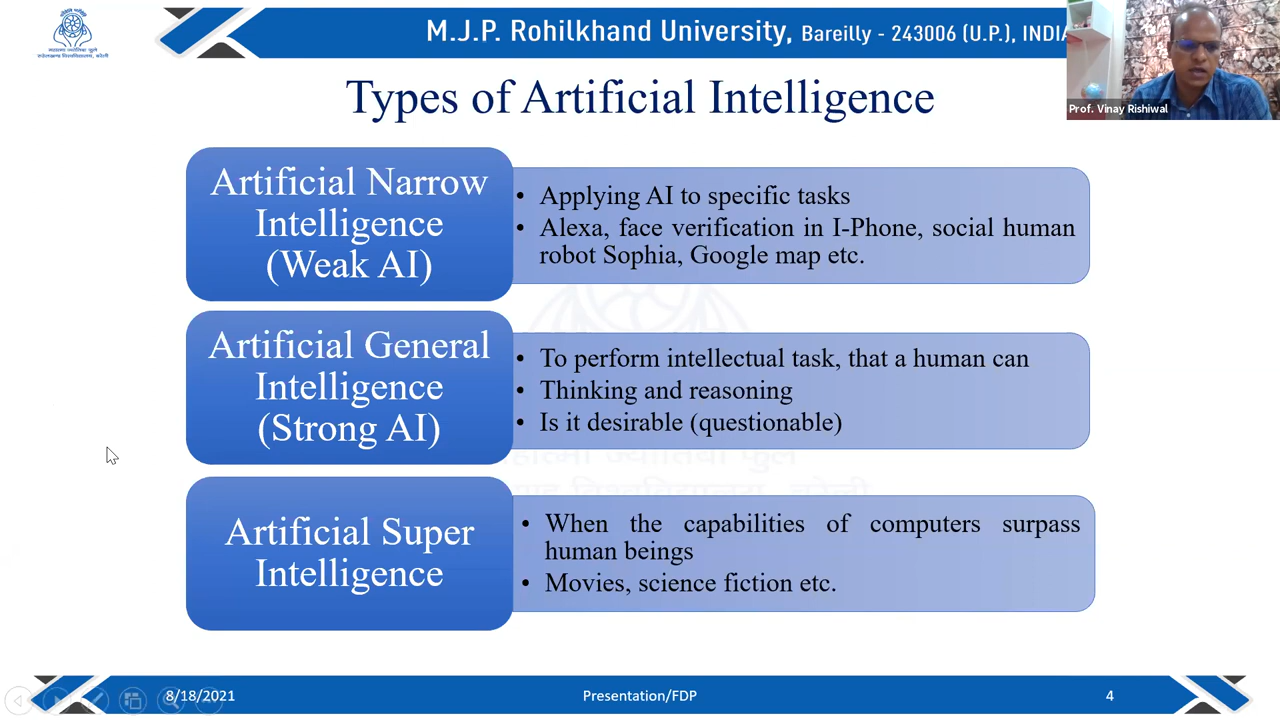 M.J.P. Rohilkhand University, Bareilly - 243006 (U.P.), INDIA
Prof. Vinay Rishiwal
Types of Artificial Intelligence
Artificial Narrow
Intelligence
(Weak AI)
• Applying AI to specific tasks
• Alexa, face verification in I-Phone, social human
robot Sophia, Google map etc.
Artificial General
Intelligence
(Strong AI)
• To perform intellectual task, that a human can
• Thinking and reasoning
• Is it desirable (questionable)
Artificial Super
Intelligence
• When the capabilities of computers surpass
human beings
• Movies, science fiction etc.
8/18/2021
Presentation/FDP
4